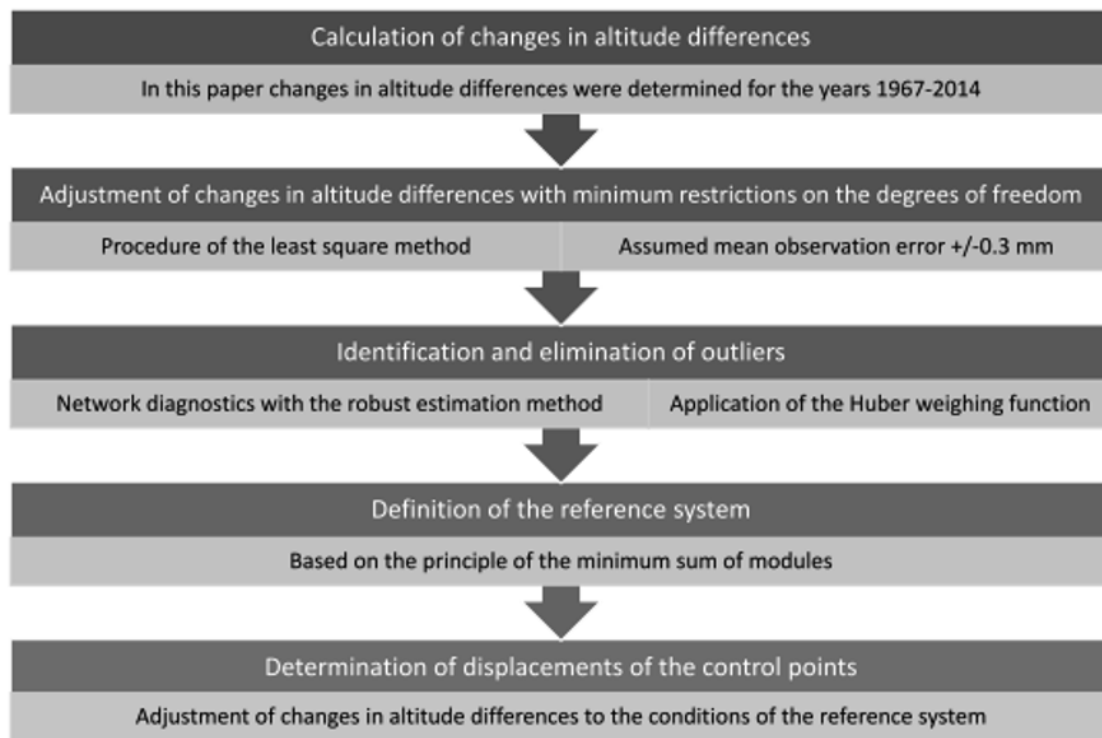 Calculation of changes in altitude differences
In this paper changes in altitude differences were determined for the years 1967-2014
Adjustment of changes in altitude differences with minimum restrictions on the degrees of freedom
Procedure of the least square method
Assumed mean observation error +/-0.3 mm
Identification and elimination of outliers
Network diagnostics with the robust estimation method
Application of the Huber weighing function
Definition of the reference system
Based on the principle of the minimum sum of modules
Determination of displacements of the control points
Adjustment of changes in altitude differences to the conditions of the reference system